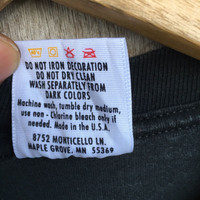 DO NOT IRON DECORATION
DO NOT DRY CLEAN
WASH SEPARATELY FROM
DARK COLORS
Machine wash, tumble dry medium,
use non - Chlorine bleach only if
needed. Made in the U.S.A.
8752 MONTICELLO LN.
MAPLE GROVE, MN 55369